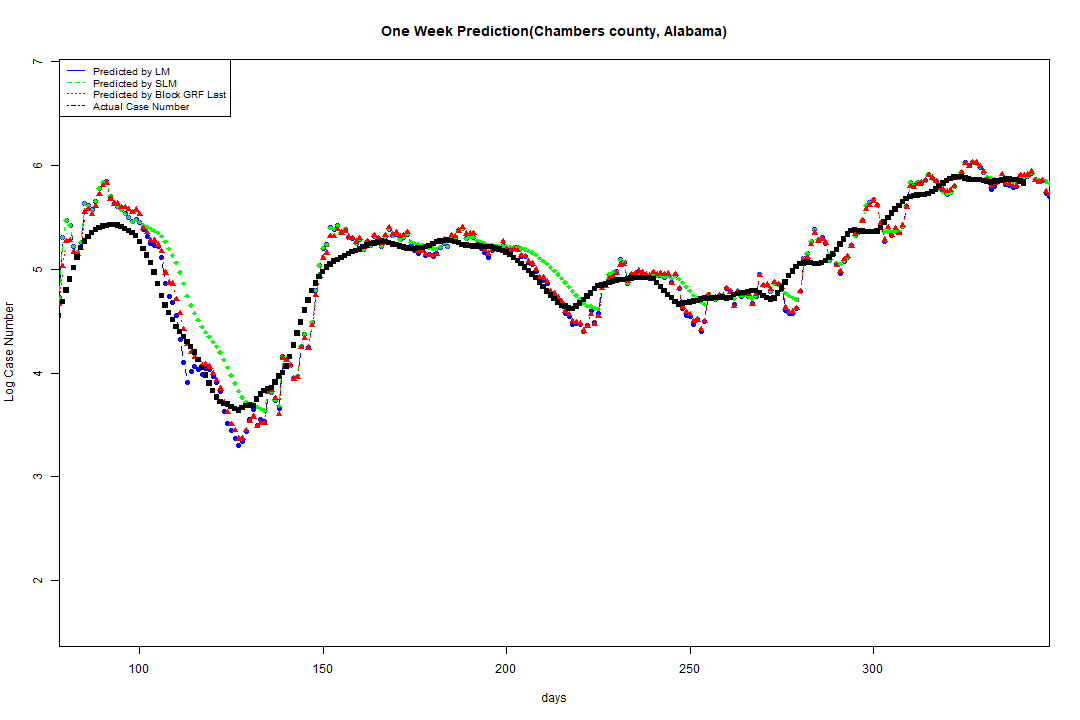 One Week Prediction(Chambers county, Alabama)
Predicted by LM
Predicted by SLM
Predicted by Block GRF Last
Actual Case Number
7
6
5
4
3
2
Log Case Number
100 150 200 250 300
days